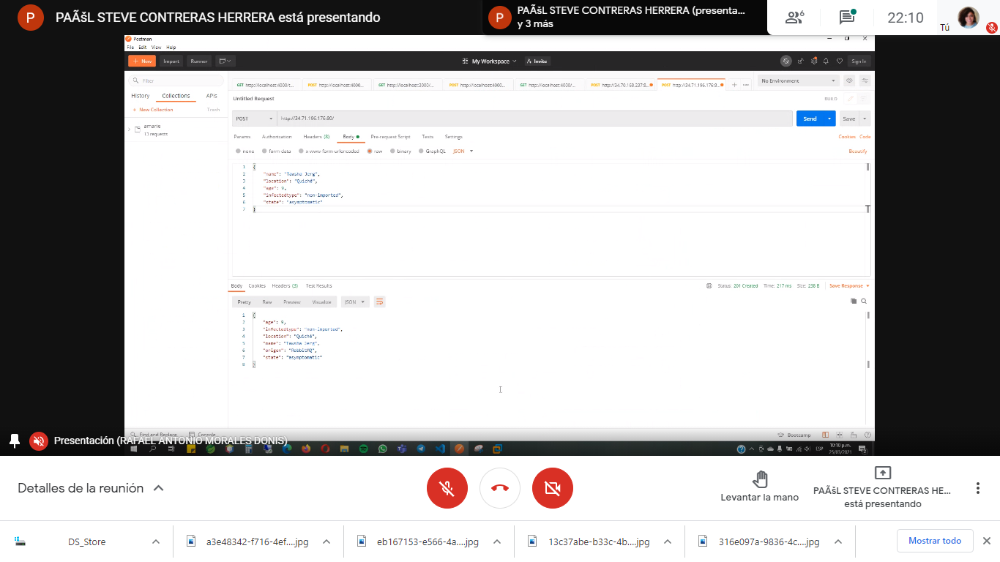 P PAÃšL STEVE CONTRERAS HERRERA está presentando
P PAÃšL STEVE CONTRERAS HERRERA (presenta...
y 3 más
6
22:10
Tú
Postman
File Edit View Help
New Import Runner
My Workspace
Invite
Sign In
Filter
History Collections APIs
+ New Collection Trash
amarie
13 requests
GET http://localhost:4000/t...
POST http://localhost:4000...
GET http://localhost:3000/...
POST http://localhost:4000...
GET http://localhost:4000/...
POST http://34.70.168.237:8...
POST http://34.71.196.176:8...
No Environment
Untitled Request
BUILD
POST http://34.71.196.176:80/
Send Save
Params Authorization Headers (8) Body Pre-request Script Tests Settings
Cookies Code
none form-data x-www-form-urlencoded raw binary GraphQL JSON
Beautify
1 {
2 "name": "Tawsha Jerg",
3 "location": "Quiché",
4 "age": 9,
5 "infectedtype": "non-imported",
6 "state": "asymptomatic"
7 }
Body Cookies Headers (3) Test Results
Status: 201 Created Time: 217 ms Size: 238 B Save Response
Pretty Raw Preview Visualize JSON
1 {
2 "age": 9,
3 "infectedtype": "non-imported",
4 "location": "Quiché",
5 "name": "Tawsha Jerg",
6 "origen": "RabbitMQ",
7 "state": "asymptomatic"
8 }
Find and Replace Console
Bootcamp
Presentación (RAFAEL ANTONIO MORALES DONIS)
ESP
10:10 p.m.
25/03/2021
Detalles de la reunión
Levantar la mano
PAÃšL STEVE CONTRERAS HE...
está presentando
DS_Store
a3e48342-f716-4ef....jpg
eb167153-e566-4a....jpg
13c37abe-b33c-4b....jpg
316e097a-9836-4c....jpg
Mostrar todo